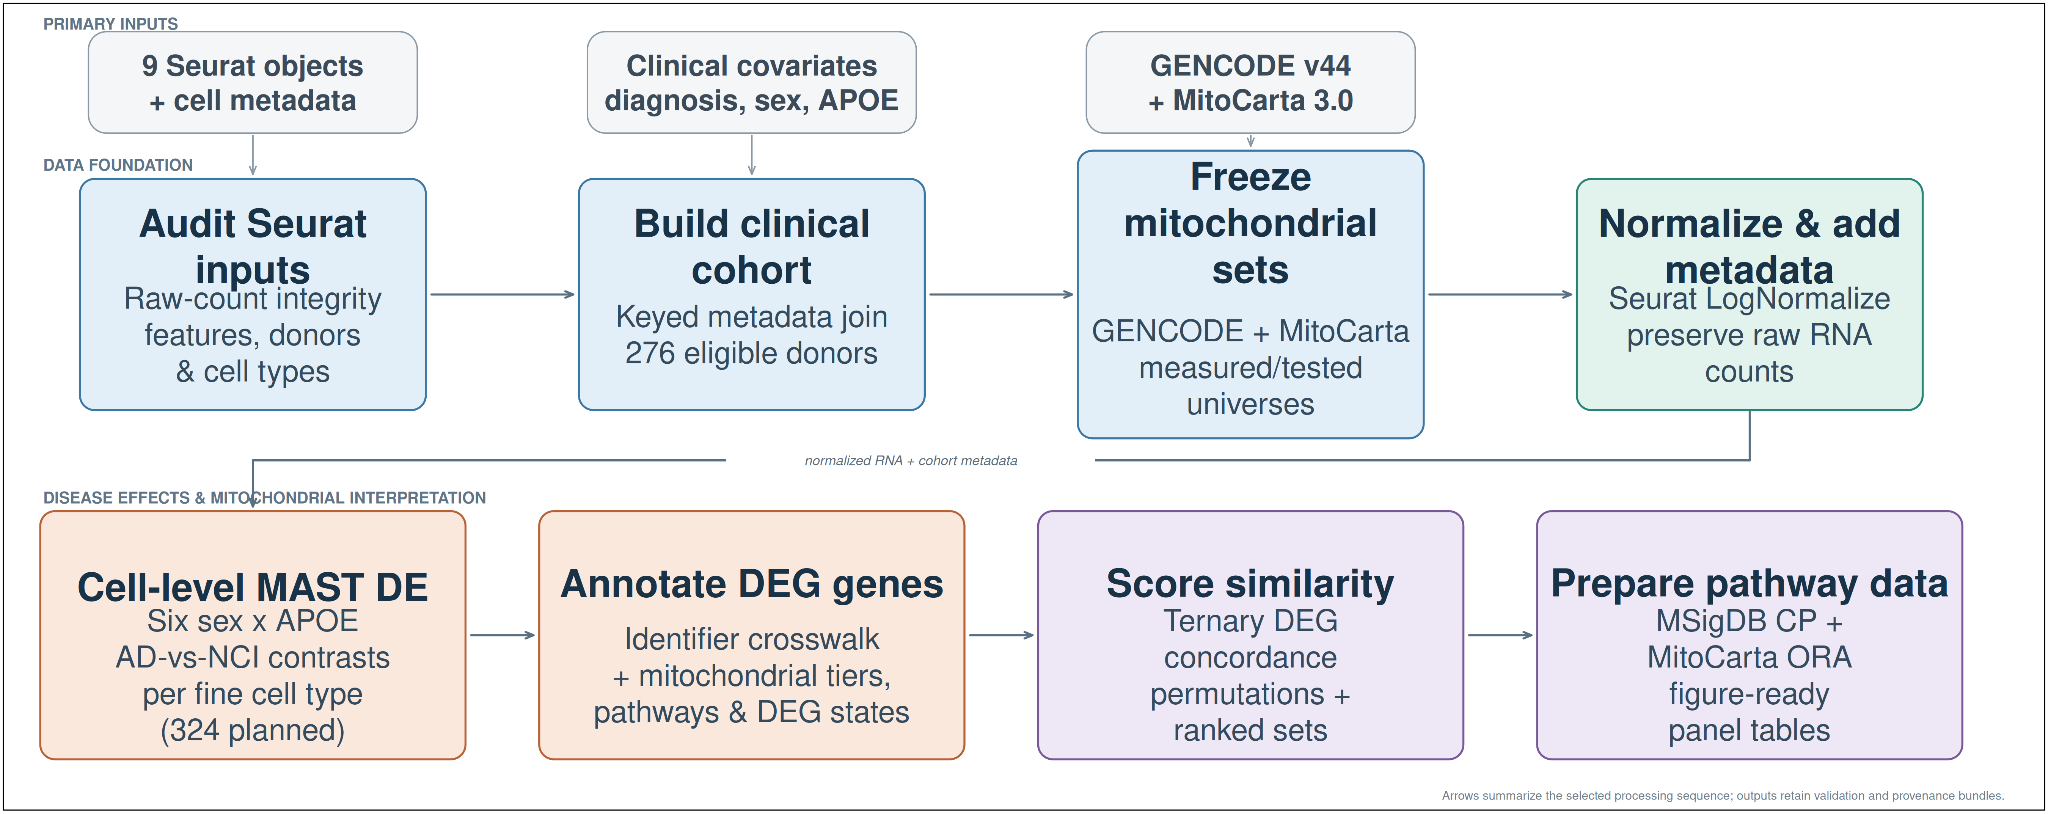 PRIMARY INPUTS
9 Seurat objects
+ cell metadata
Clinical covariates
diagnosis, sex, APOE
GENCODE v44
+ MitoCarta 3.0
DATA FOUNDATION
Audit Seurat
inputs
Raw-count integrity
features, donors
& cell types
Build clinical
cohort
Keyed metadata join
276 eligible donors
Freeze
mitochondrial
sets
GENCODE + MitoCarta
measured/tested
universes
Normalize & add
metadata
Seurat LogNormalize
preserve raw RNA
counts
normalized RNA + cohort metadata
DISEASE EFFECTS & MITOCHONDRIAL INTERPRETATION
Cell-level MAST DE
Six sex x APOE
AD-vs-NCI contrasts
per fine cell type
(324 planned)
Annotate DEG genes
Identifier crosswalk
+ mitochondrial tiers,
pathways & DEG states
Score similarity
Ternary DEG
concordance
permutations +
ranked sets
Prepare pathway data
MSigDB CP +
MitoCarta ORA
figure-ready
panel tables
Arrows summarize the selected processing sequence; outputs retain validation and provenance bundles.